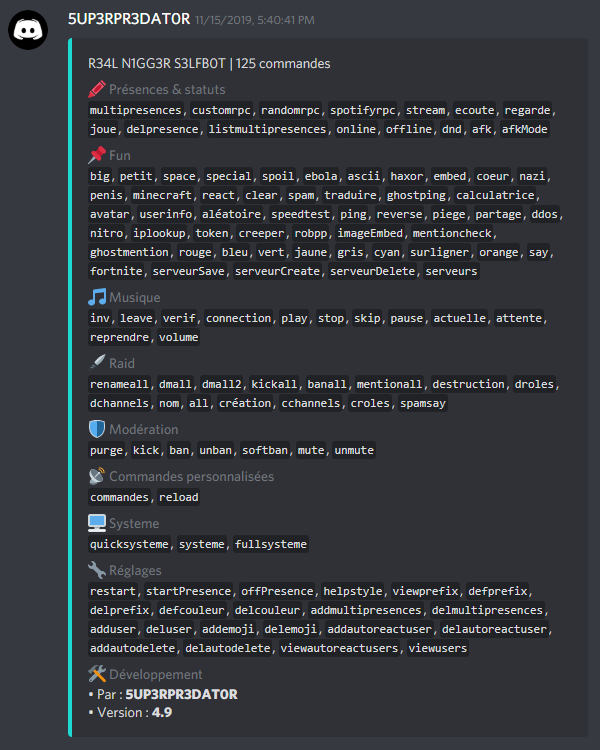 5UP3RPR3DAT0R 11/15/2019, 5:40:41 PM
R34L N1GG3R S3LFB0T | 125 commandes
Présences & statuts
multipresences, customrpc, randomrpc, spotifyrpc, stream, ecoute, regarde,
joue, delpresence, listmultipresences, online, offline, dnd, afk, afkMode
Fun
big, petit, space, special, spoil, ebola, ascii, haxor, embed, coeur, nazi,
penis, minecraft, react, clear, spam, traduire, ghostping, calculatrice,
avatar, userinfo, aléatoire, speedtest, ping, reverse, piege, partage, ddos,
nitro, iplookup, token, creeper, robpp, imageEmbed, mentioncheck,
ghostmention, rouge, bleu, vert, jaune, gris, cyan, surligner, orange, say,
fortnite, serveurSave, serveurCreate, serveurDelete, serveurs
Musique
inv, leave, verif, connection, play, stop, skip, pause, actuelle, attente,
reprendre, volume
Raid
renameall, dmall, dmall2, kickall, banall, mentionall, destruction, droles,
dchannels, nom, all, création, cchannels, croles, spamsay
Modération
purge, kick, ban, unban, softban, mute, unmute
Commandes personnalisées
commandes, reload
Systeme
quicksysteme, systeme, fullsysteme
Réglages
restart, startPresence, offPresence, helpstyle, viewprefix, defprefix,
delprefix, defcouleur, delcouleur, addmultipresences, delmultipresences,
adduser, deluser, addemoji, delemoji, addautoreactuser, delautoreactuser,
addautodelete, delautodelete, viewautoreactusers, viewusers
Développement
• Par : 5UP3RPR3DAT0R
• Version : 4.9